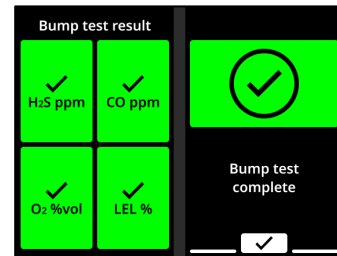 Bump test result
H2S ppm
CO ppm
O2 %vol
LEL %
Bump test
complete